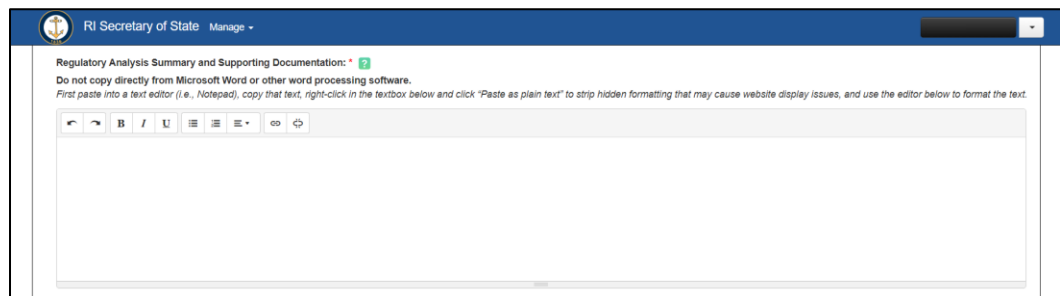 RI Secretary of State Manage
Regulatory Analysis Summary and Supporting Documentation: * ?
Do not copy directly from Microsoft Word or other word processing software.
First paste into a text editor (i.e., Notepad), copy that text, right-click in the textbox below and click “Paste as plain text” to strip hidden formatting that may cause website display issues, and use the editor below to format the text.
B I U